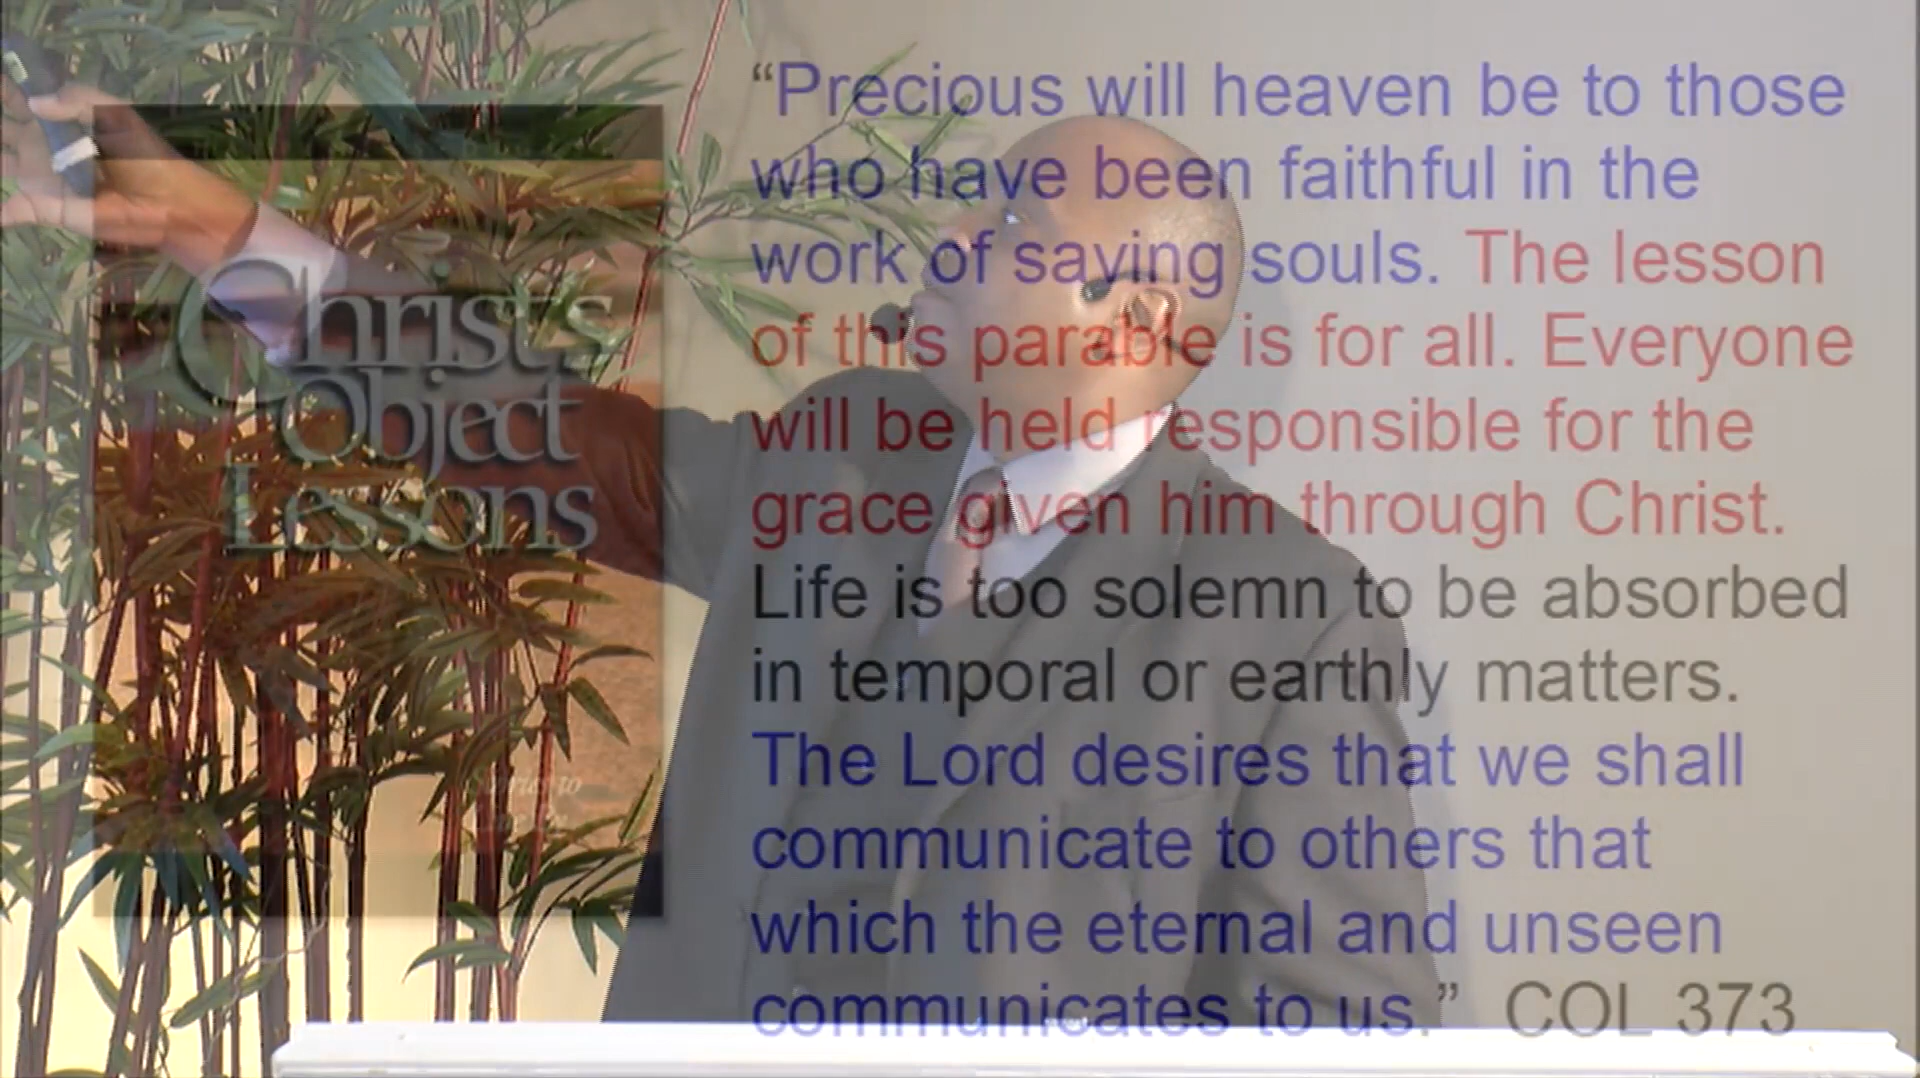 Christ's
Object
Lessons
Stories to
“Precious will heaven be to those
who have been faithful in the
work of saving souls. The lesson
of this parable is for all. Everyone
will be held responsible for the
grace given him through Christ.
Life is too solemn to be absorbed
in temporal or earthly matters.
The Lord desires that we shall
communicate to others that
which the eternal and unseen
communicates to us.” COL 373